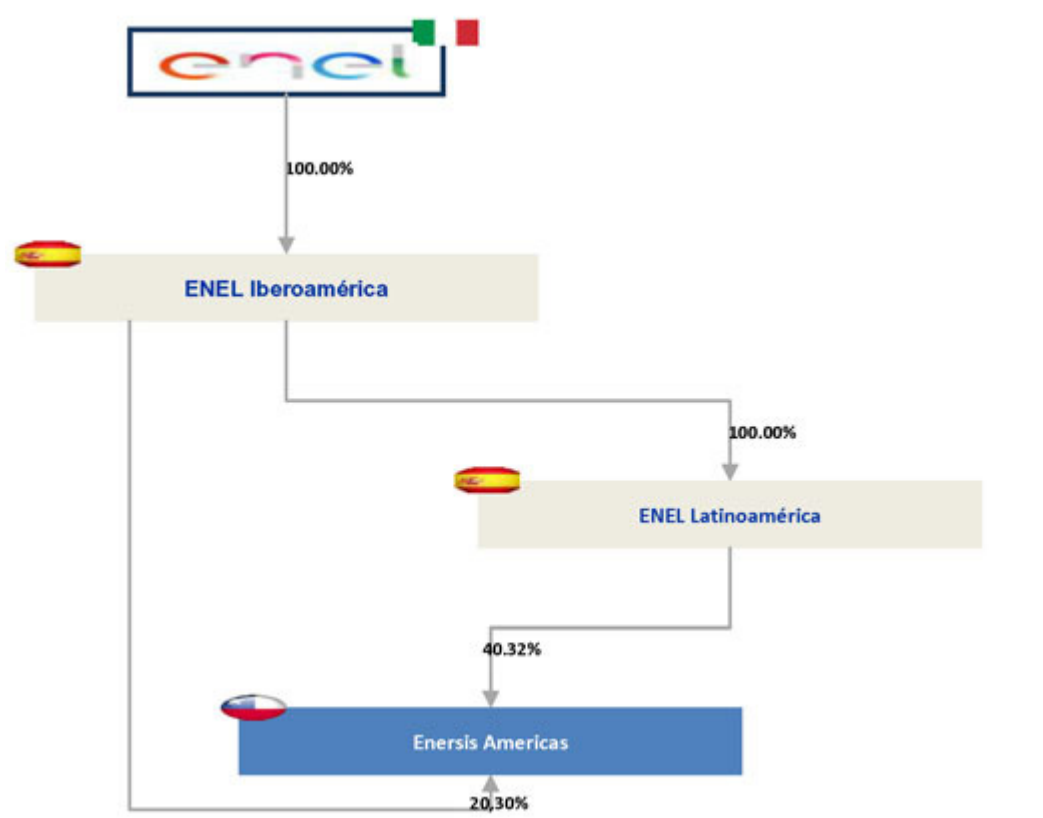 enel
100.00%
ENEL Iberoamérica
100.00%
ENEL Latinoamérica
40.32%
Enersis Americas
20,30%